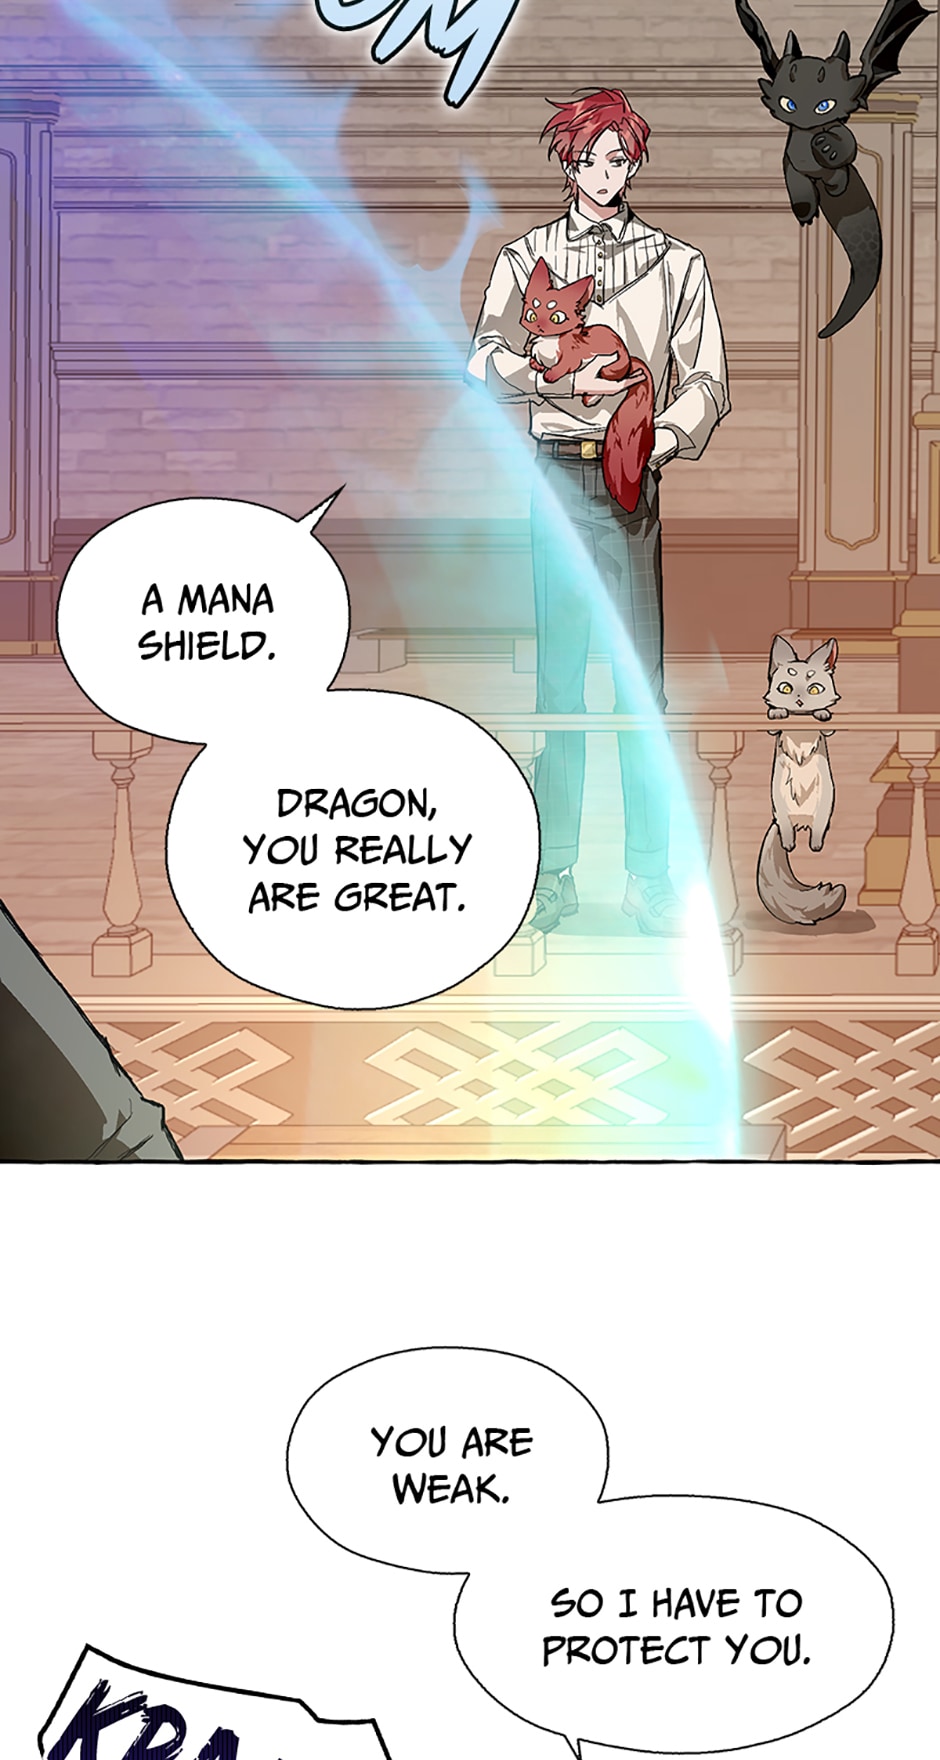 A MANA
SHIELD.
DRAGON,
YOU REALLY
ARE GREAT.
YOU ARE
WEAK.
SO I HAVE TO
PROTECT YOU.